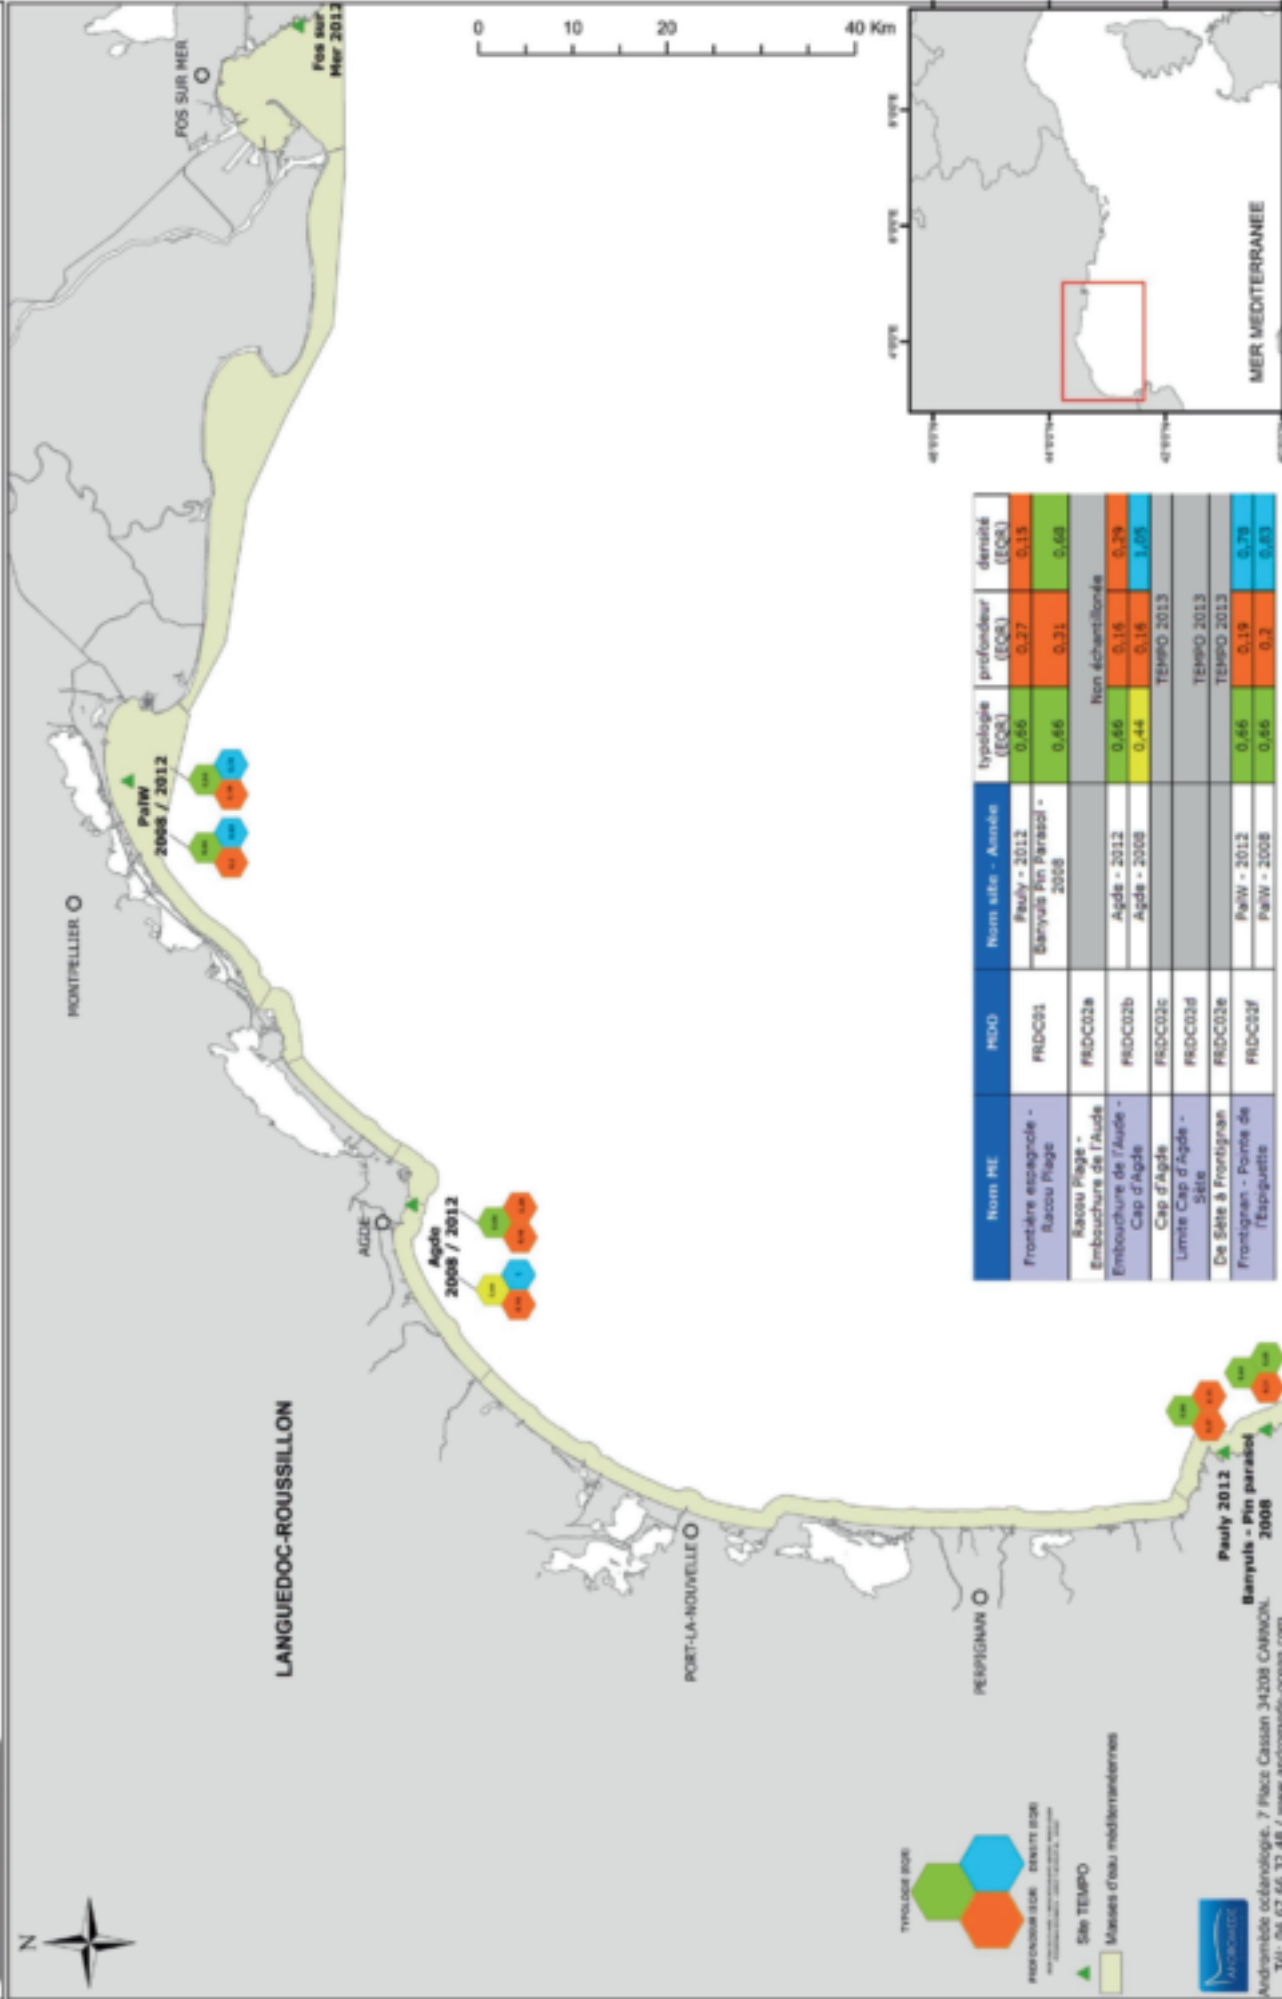 N
LANGUEDOC-ROUSSILLON
MONTPELLIER
FOS SUR MER
Fos sur
Mer 2012
PalW
2008 / 2012
AGDE
Agde
2008 / 2012
PORT-LA-NOUVELLE
PERPIGNAN
Pauly 2012
Banyuls - Pin parasol
2008
0 10 20 40 Km
TYPOLOGIE (EQR)
PROFONDEUR (EQR) DENSITE (EQR)
Site TEMPO
Masses d'eau méditerranéennes
ANDROMEDE
Andromède océanologie. 7 Place Cassan 34208 CARNON.
Nom ME MDO Nom site - Année typologie (EQR) profondeur (EQR) densité (EQR)
Frontière espagnole - Racou Plage FRDC01 Pauly - 2012 0,66 0,27 0,15
Banyuls Pin Parasol - 2008 0,66 0,31 0,68
Racou Plage - Embouchure de l'Aude FRDC02a Non échantillonée
Embouchure de l'Aude - Cap d'Agde FRDC02b Agde - 2012 0,66 0,16 0,29
Agde - 2008 0,44 0,16 1,05
Cap d'Agde FRDC02c TEMPO 2013
Limite Cap d'Agde - Sète FRDC02d TEMPO 2013
De Sète à Frontignan FRDC02e TEMPO 2013
Frontignan - Pointe de l'Espiguette FRDC02f PalW - 2012 0,66 0,19 0,78
PalW - 2008 0,66 0,2 0,83
MER MEDITERRANEE